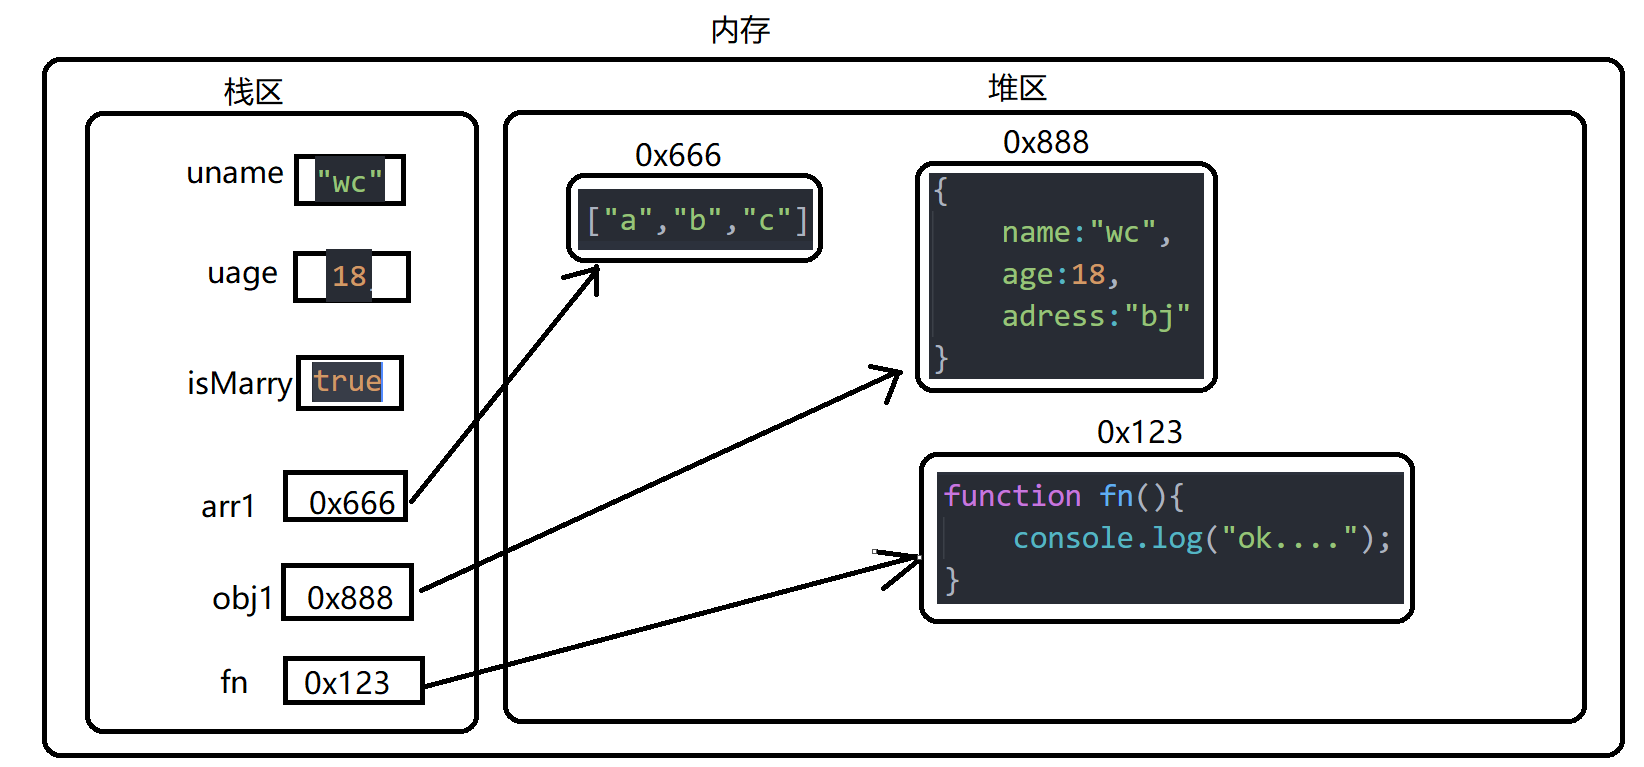 内存
栈区
uname "wc"
uage 18
isMarry true
arr1 0x666
obj1 0x888
fn 0x123
堆区
0x666
["a","b","c"]
0x888
{
name:"wc",
age:18,
adress:"bj"
}
0x123
function fn(){
console.log("ok....");
}